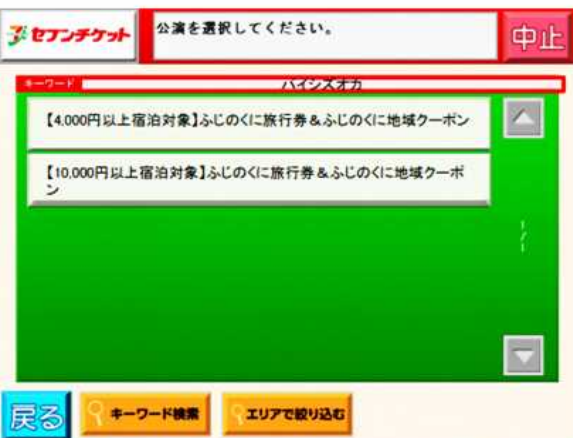 セブンチケット
公演を選択してください。
中止
キーワード
バイシズオカ
【4,000円以上宿泊対象】ふじのくに旅行券&ふじのくに地域クーポン
【10,000円以上宿泊対象】ふじのくに旅行券&ふじのくに地域クーポ
ン
1/1
戻る
キーワード検索
エリアで絞り込む